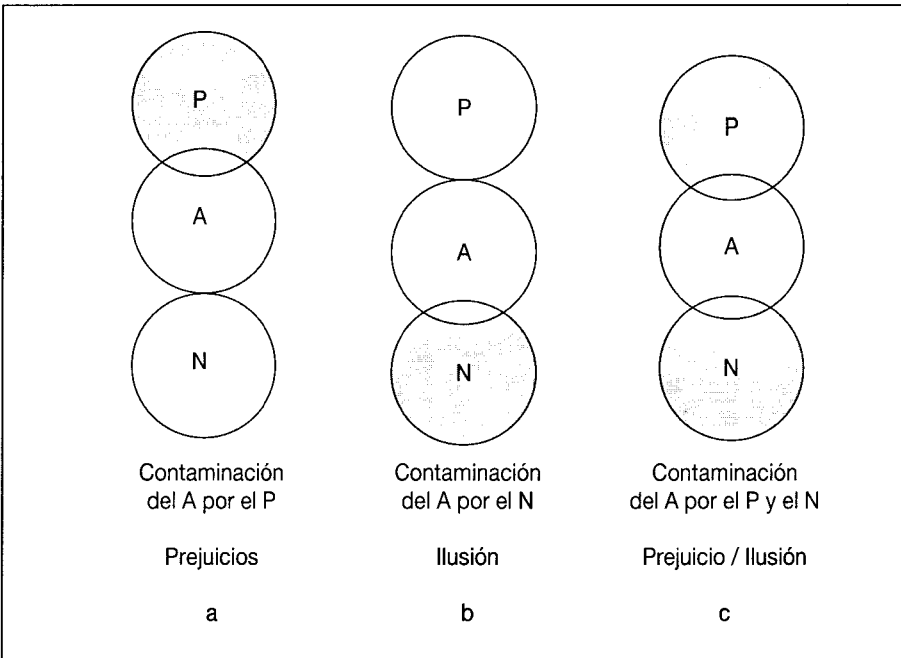 P
A
N
Contaminación
del A por el P
Prejuicios
a
P
A
N
Contaminación
del A por el N
Ilusión
b
P
A
N
Contaminación
del A por el P y el N
Prejuicio / Ilusión
c